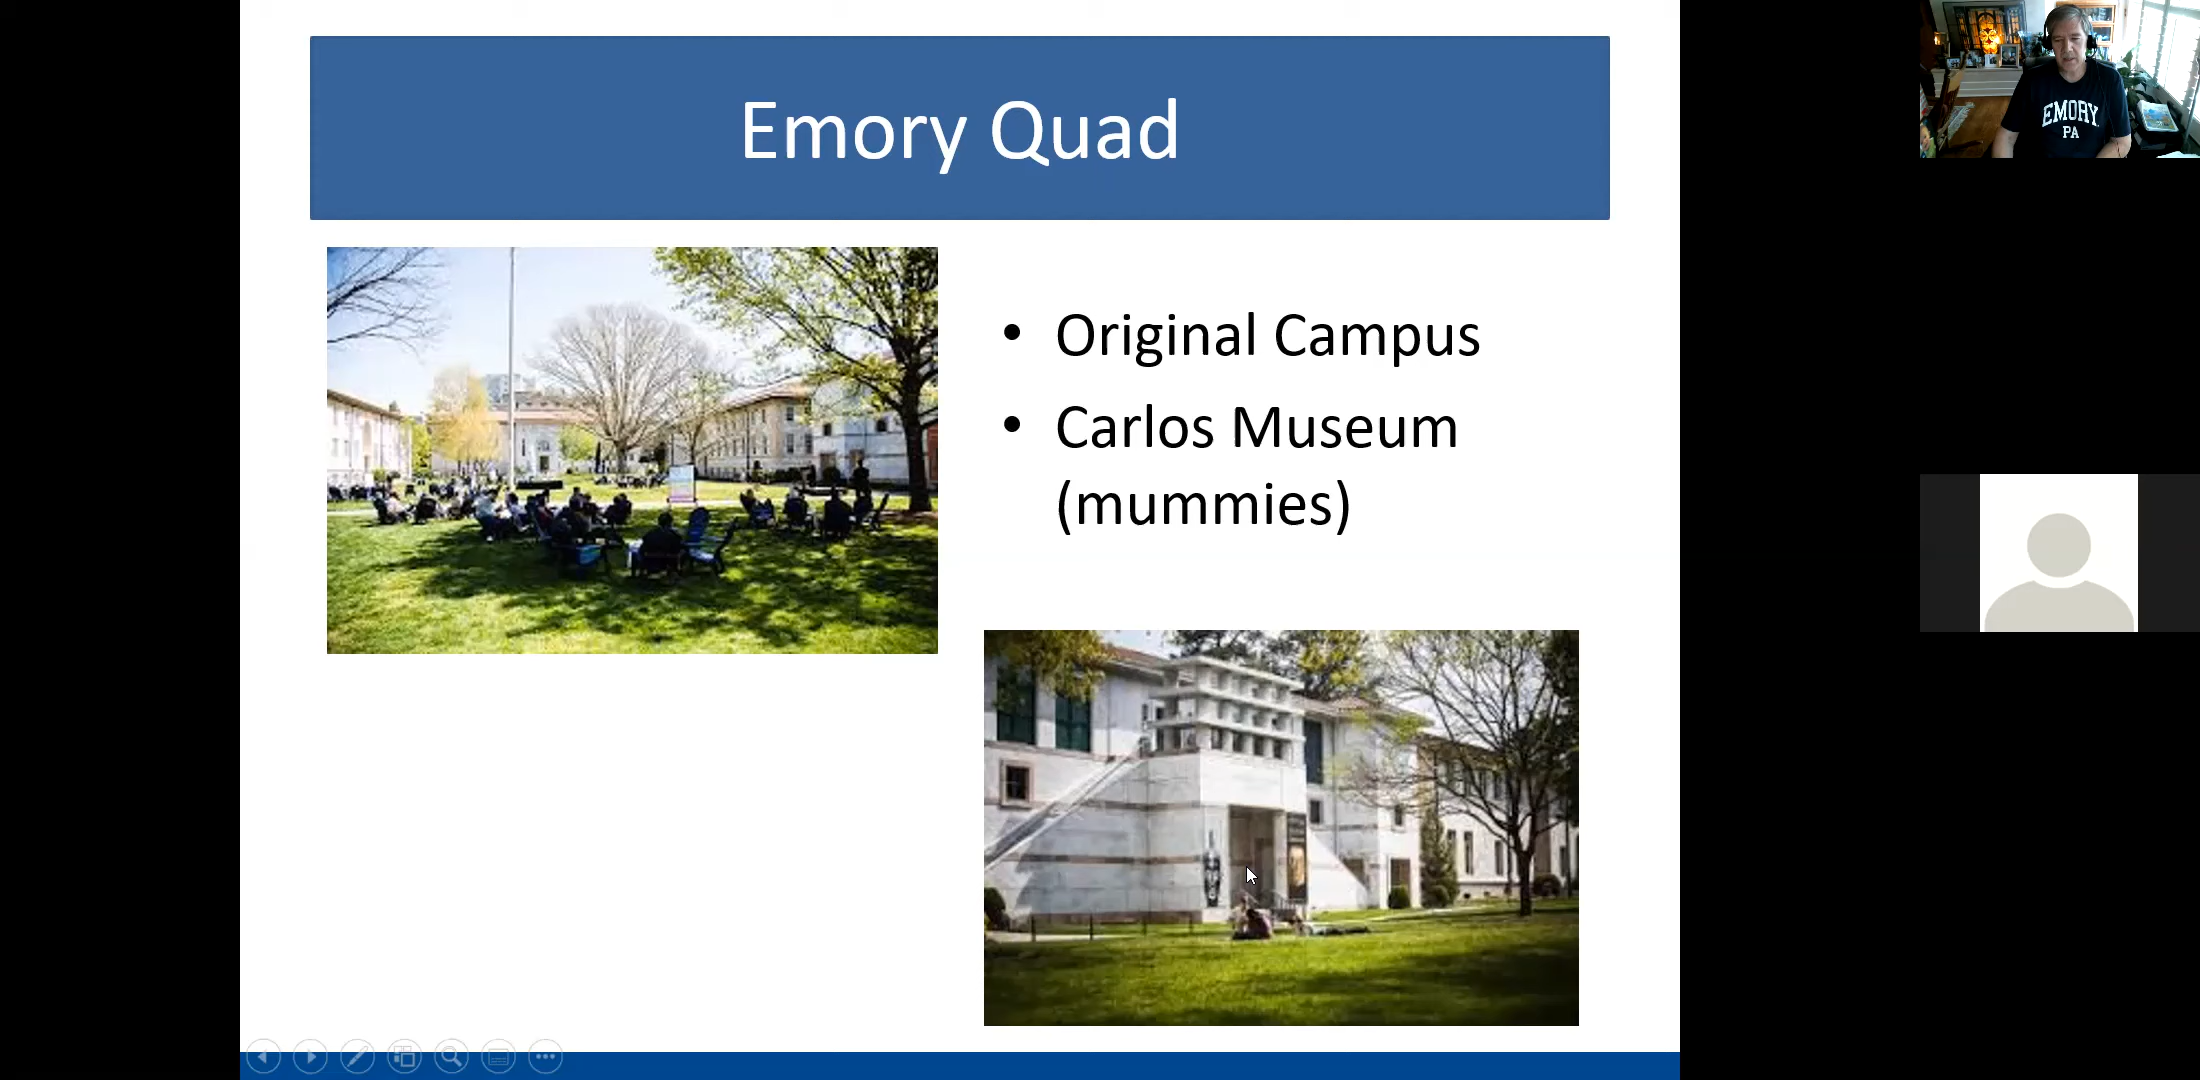 Emory Quad
• Original Campus
• Carlos Museum
(mummies)
EMORY
PA